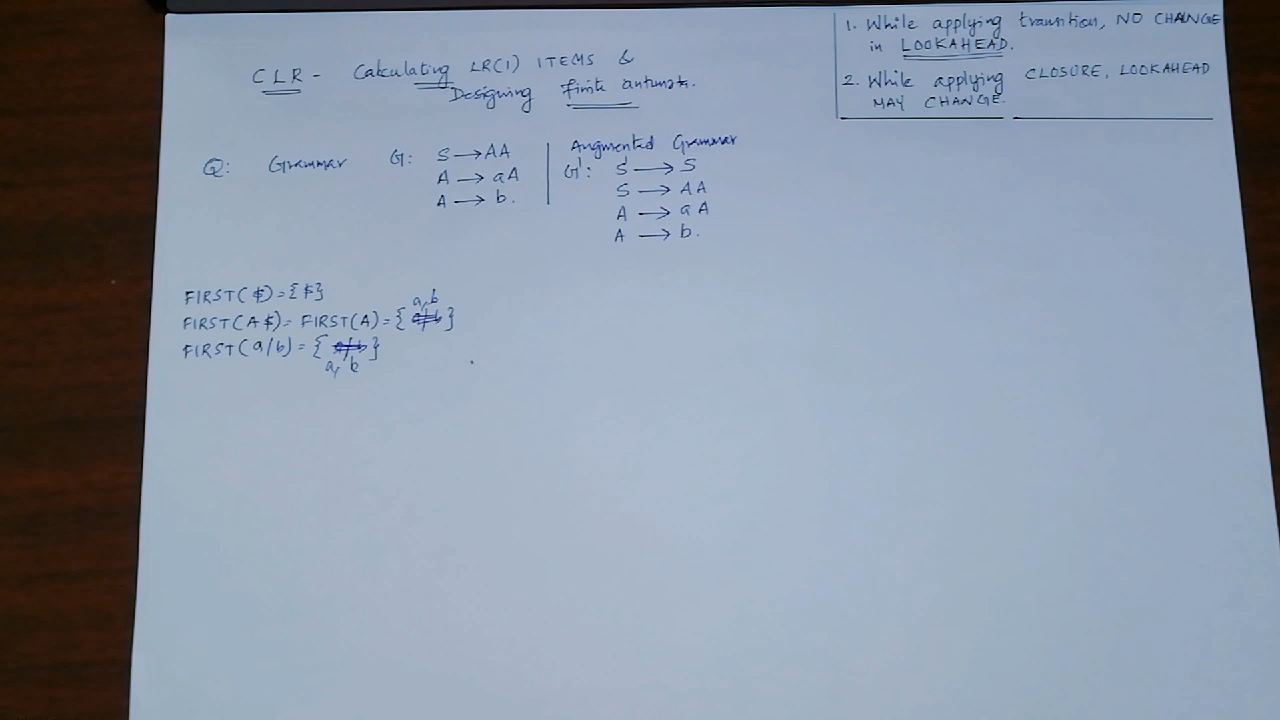 CLR - Calculating LR(1) ITEMS &
Designing finite automata.
1. While applying transition, NO CHANGE
in LOOKAHEAD.
2. While applying CLOSURE, LOOKAHEAD
MAY CHANGE.
Q: Grammar G: S → AA
A → aA
A → b.
Augmented Grammar
G': S' → S
S → AA
A → aA
A → b.
FIRST($) = {$}
a, b
FIRST(A$) = FIRST(A) = { a/b }
FIRST(a/b) = { a/b }
a, b